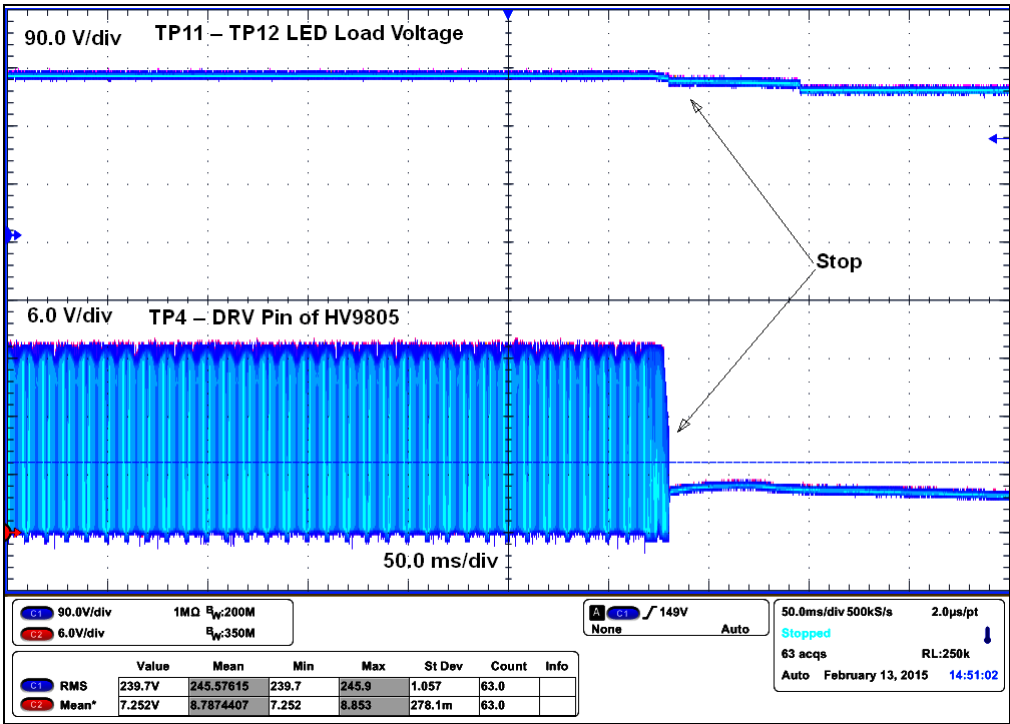 90.0 V/div TP11 – TP12 LED Load Voltage
Stop
6.0 V/div TP4 – DRV Pin of HV9805
50.0 ms/div
C1 90.0V/div 1MΩ BW:200M
C2 6.0V/div BW:350M
A C1 149V
None Auto
50.0ms/div 500kS/s 2.0µs/pt
Stopped
63 acqs RL:250k
Auto February 13, 2015 14:51:02
Value Mean Min Max St Dev Count Info
C1 RMS 239.7V 245.57615 239.7 245.9 1.057 63.0
C2 Mean* 7.252V 8.7874407 7.252 8.853 278.1m 63.0